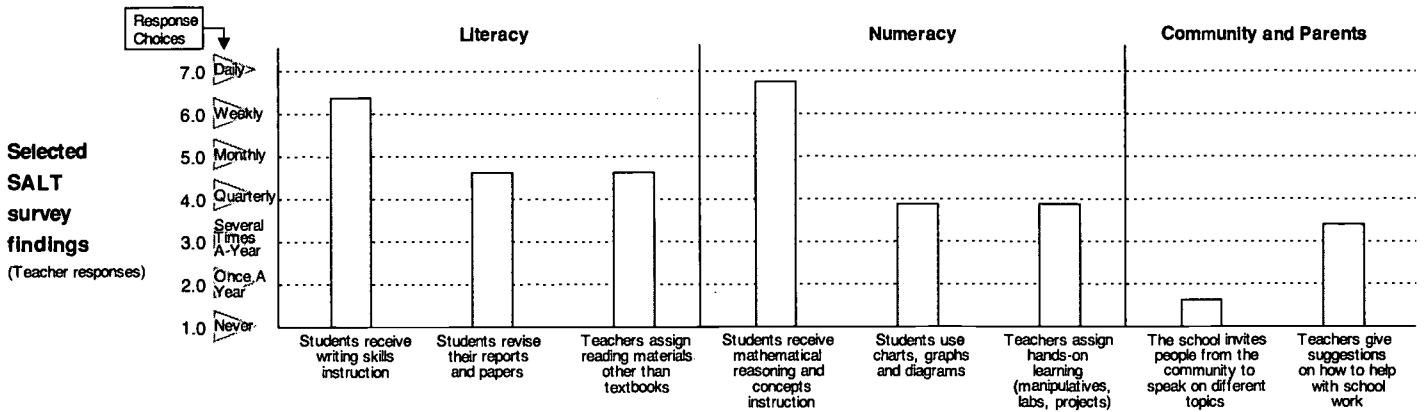 Response
Choices
Literacy
Numeracy
Community and Parents
Selected
SALT
survey
findings
(Teacher responses)
7.0 Daily
6.0 Weekly
5.0 Monthly
4.0 Quarterly
Several
3.0 Times
A-Year
Once A
2.0 Year
1.0 Never
Students receive
writing skills
instruction
Students revise
their reports
and papers
Teachers assign
reading materials
other than
textbooks
Students receive
mathematical
reasoning and
concepts
instruction
Students use
charts, graphs
and diagrams
Teachers assign
hands-on
learning
(manipulatives,
labs, projects)
The school invites
people from the
community to
speak on different
topics
Teachers give
suggestions
on how to help
with school
work